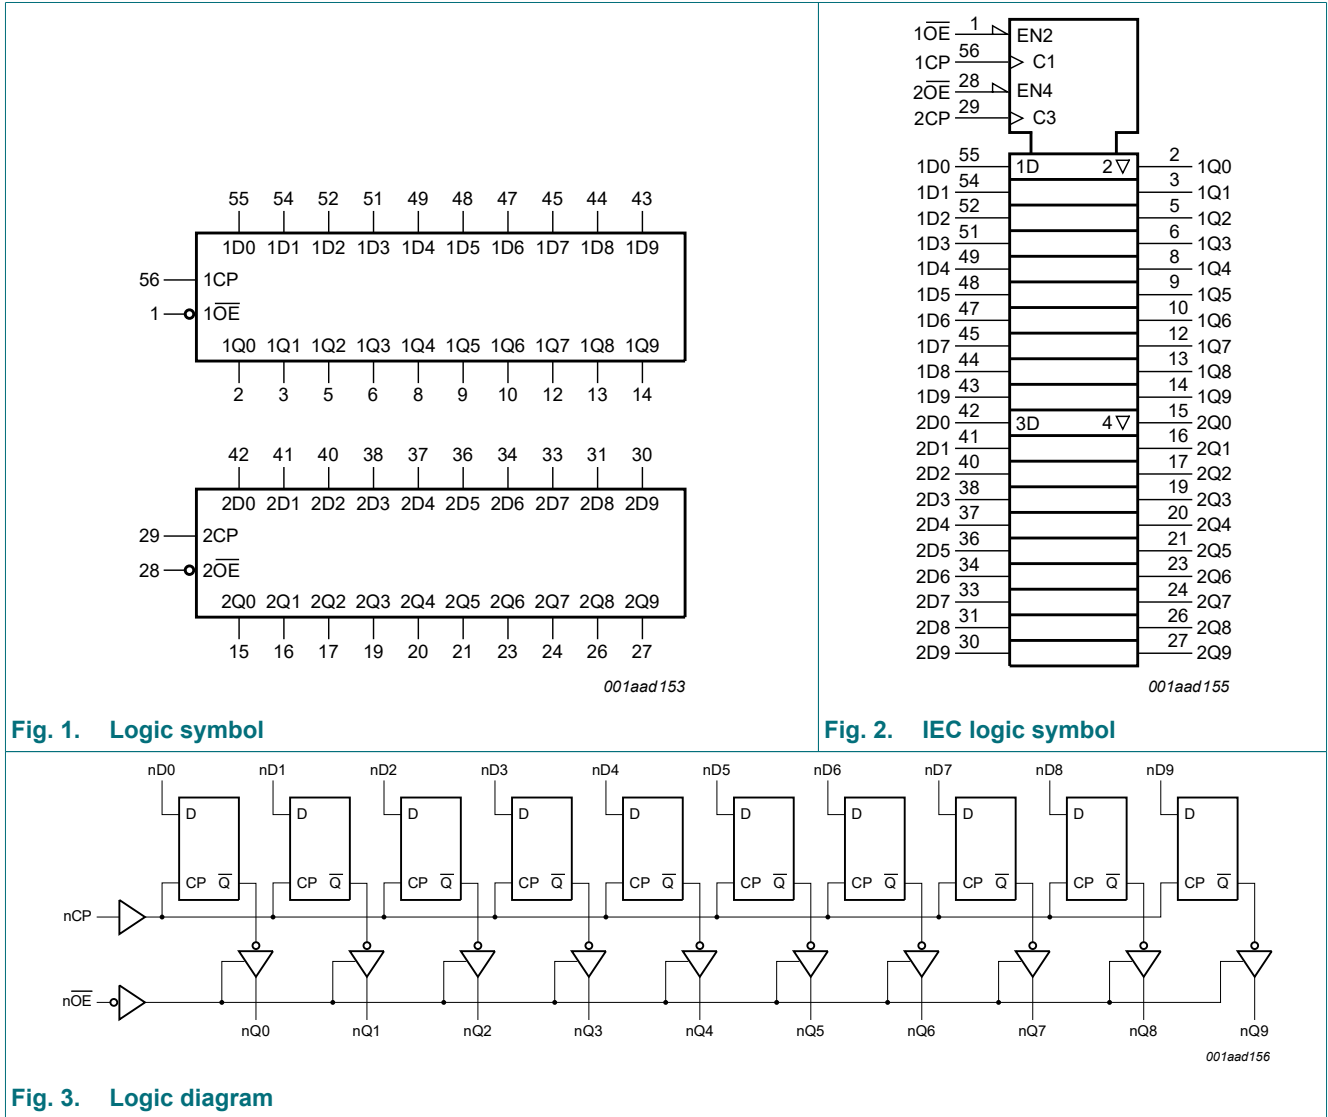 55 54 52 51 49 48 47 45 44 43
1D0 1D1 1D2 1D3 1D4 1D5 1D6 1D7 1D8 1D9
56 1CP
1 1O̅E̅
1Q0 1Q1 1Q2 1Q3 1Q4 1Q5 1Q6 1Q7 1Q8 1Q9
2 3 5 6 8 9 10 12 13 14
42 41 40 38 37 36 34 33 31 30
2D0 2D1 2D2 2D3 2D4 2D5 2D6 2D7 2D8 2D9
29 2CP
28 2O̅E̅
2Q0 2Q1 2Q2 2Q3 2Q4 2Q5 2Q6 2Q7 2Q8 2Q9
15 16 17 19 20 21 23 24 26 27
001aad153
Fig. 1. Logic symbol
1O̅E̅ 1 EN2
1CP 56 C1
2O̅E̅ 28 EN4
2CP 29 C3
1D0 55 1D 2▽ 2 1Q0
1D1 54 3 1Q1
1D2 52 5 1Q2
1D3 51 6 1Q3
1D4 49 8 1Q4
1D5 48 9 1Q5
1D6 47 10 1Q6
1D7 45 12 1Q7
1D8 44 13 1Q8
1D9 43 14 1Q9
2D0 42 3D 4▽ 15 2Q0
2D1 41 16 2Q1
2D2 40 17 2Q2
2D3 38 19 2Q3
2D4 37 20 2Q4
2D5 36 21 2Q5
2D6 34 23 2Q6
2D7 33 24 2Q7
2D8 31 26 2Q8
2D9 30 27 2Q9
001aad155
Fig. 2. IEC logic symbol
nD0 nD1 nD2 nD3 nD4 nD5 nD6 nD7 nD8 nD9
D D D D D D D D D D
CP Q̅ CP Q̅ CP Q̅ CP Q̅ CP Q̅ CP Q̅ CP Q̅ CP Q̅ CP Q̅ CP Q̅
nCP
nO̅E̅
nQ0 nQ1 nQ2 nQ3 nQ4 nQ5 nQ6 nQ7 nQ8 nQ9
001aad156
Fig. 3. Logic diagram